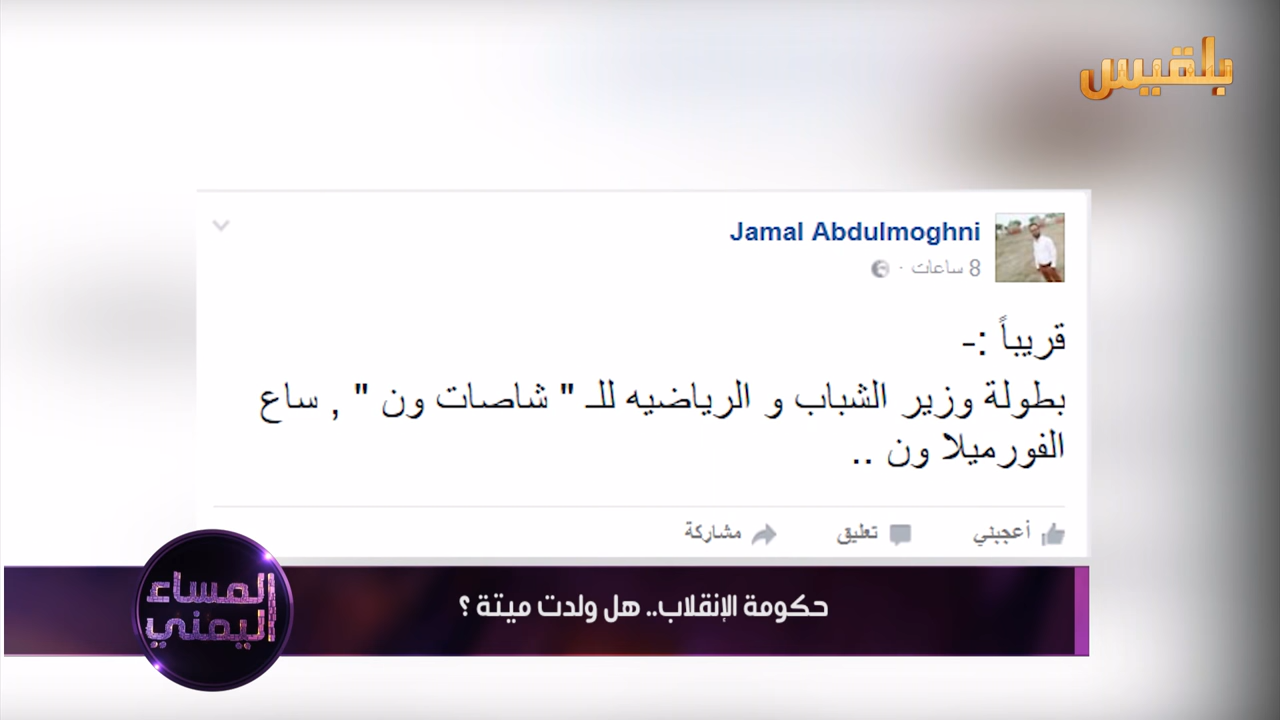 بلقيس
Jamal Abdulmoghni
8 ساعات ·
قريباً :-
بطولة وزير الشباب و الرياضيه للـ " شاصات ون " , ساع
الفورميلا ون ..
أعجبني تعليق مشاركة
حكومة الإنقلاب.. هل ولدت ميتة ؟
المساء
اليمني